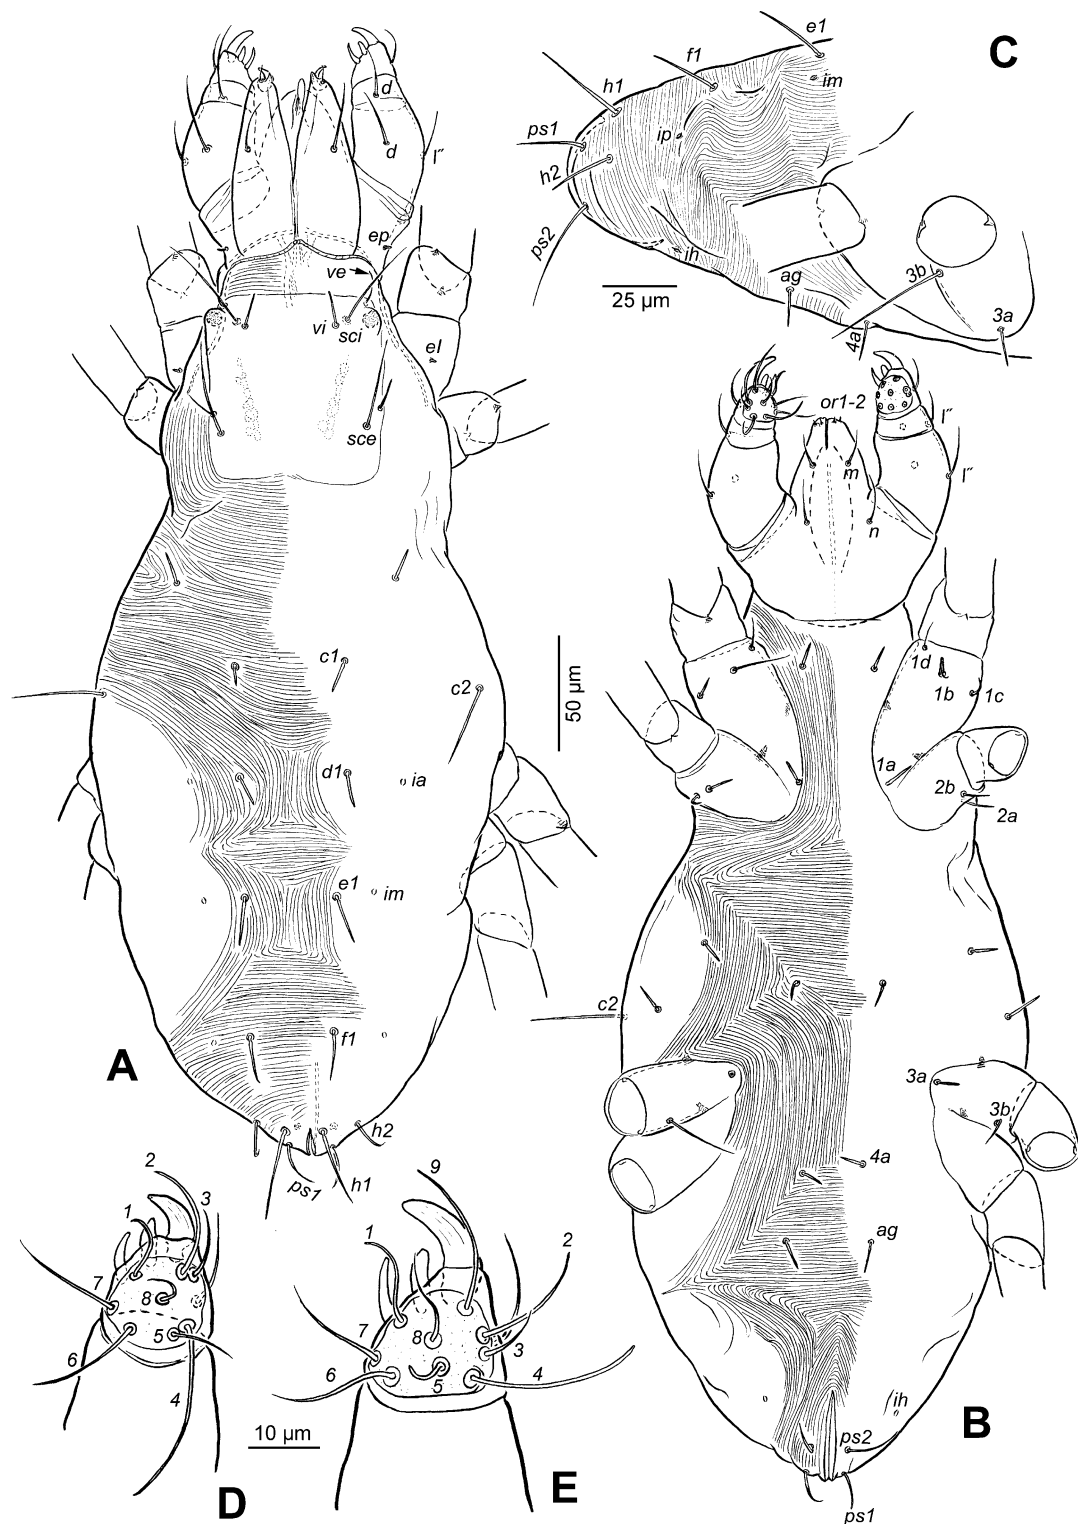 e1
C
f1
im
h1
ip
ps1
h2
ps2
ih
ag
3b
3a
4a
25 µm
d
d
l″
ep
ve
vi
sci
el
sce
c1
c2
d1
ia
e1
im
f1
A
h2
h1
ps1
50 µm
or1-2
l″
m
l″
n
1d
1b
1c
1a
2b
2a
c2
3a
3b
4a
ag
ih
B
ps2
ps1
2
3
1
7
8
5
6
4
D
10 µm
9
1
2
7
8
3
6
5
4
E